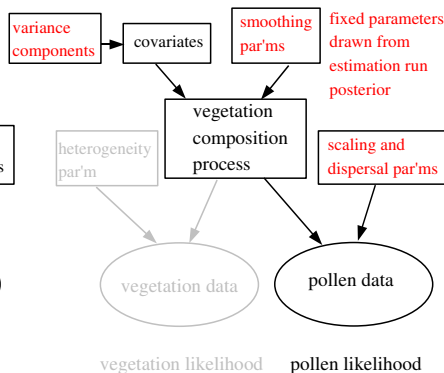 variance
components
covariates
smoothing
par'ms
fixed parameters
drawn from
estimation run
posterior
vegetation
composition
process
heterogeneity
par'm
scaling and
dispersal par'ms
s
vegetation data
pollen data
vegetation likelihood
pollen likelihood